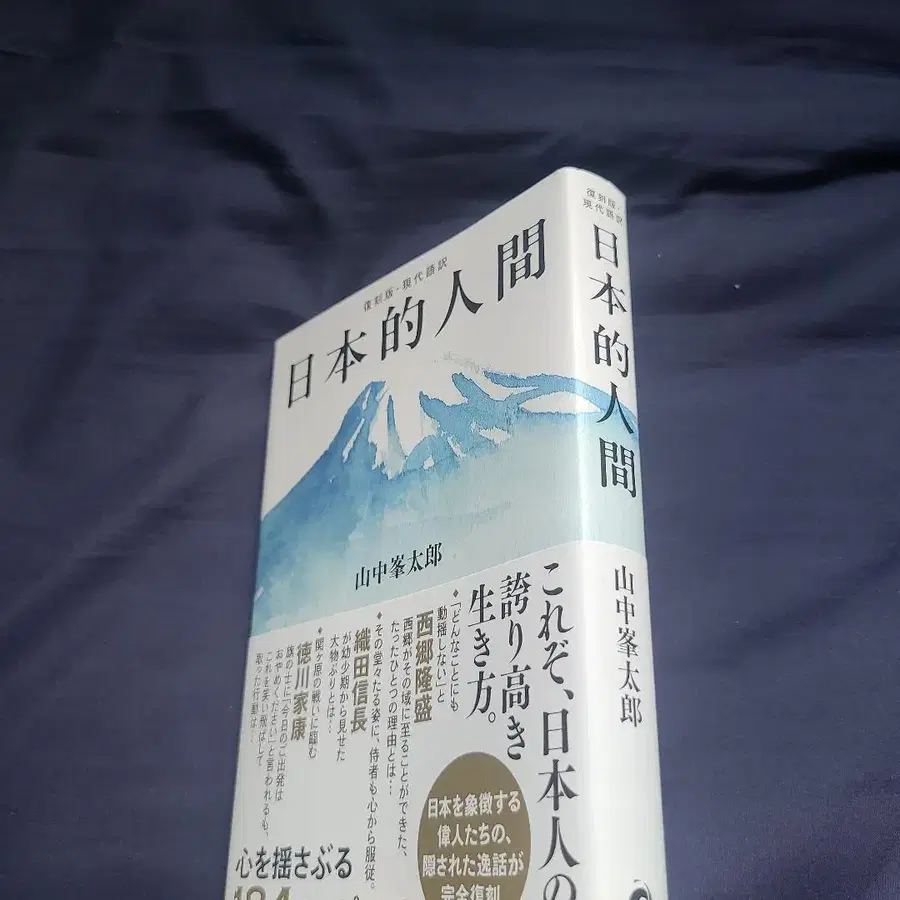 復刻版・現代語訳
日本的人間
山中峯太郎
これぞ、日本人の
誇り高き
生き方。
◆「どんなことにも
動揺しない」と
西郷隆盛
西郷がその域に至ることができた、
たったひとつの理由とは…
◆その堂々たる姿に、侍者も心から服従。
織田信長
が幼少期から見せた
大物ぶりとは…
◆関ヶ原の戦いに臨む
徳川家康
旗の士に「今日のご出発は
おやめください」と言われるも、
これを笑い飛ばして
取った行動は…
心を揺さぶる
日本を象徴する
偉人たちの、
隠された逸話が
完全復刻
復刻版・
現代語訳
日本的人間
山中峯太郎